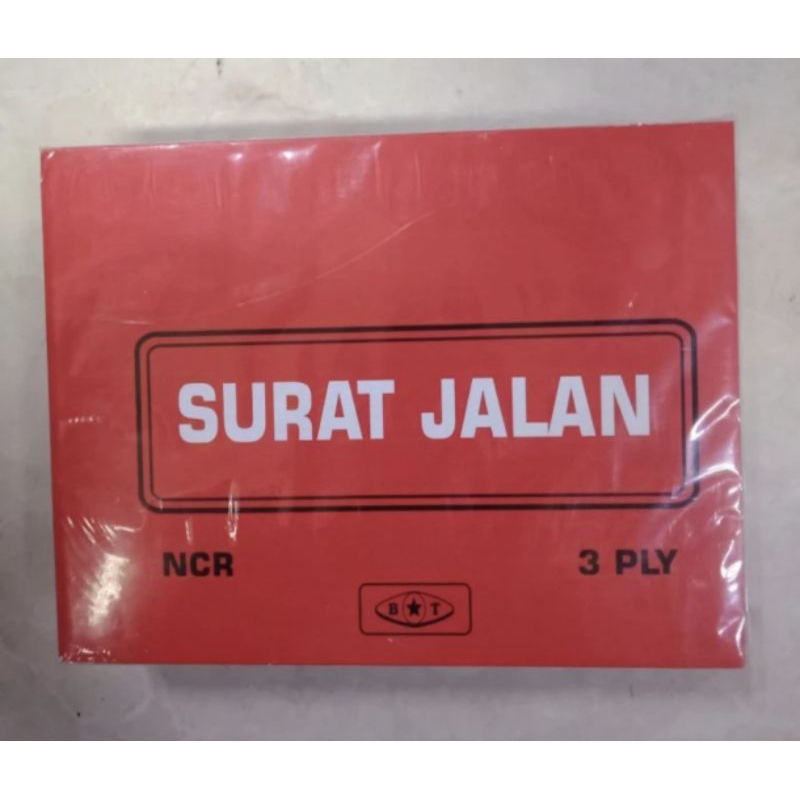 SURAT JALAN
NCR 3 PLY
B★T